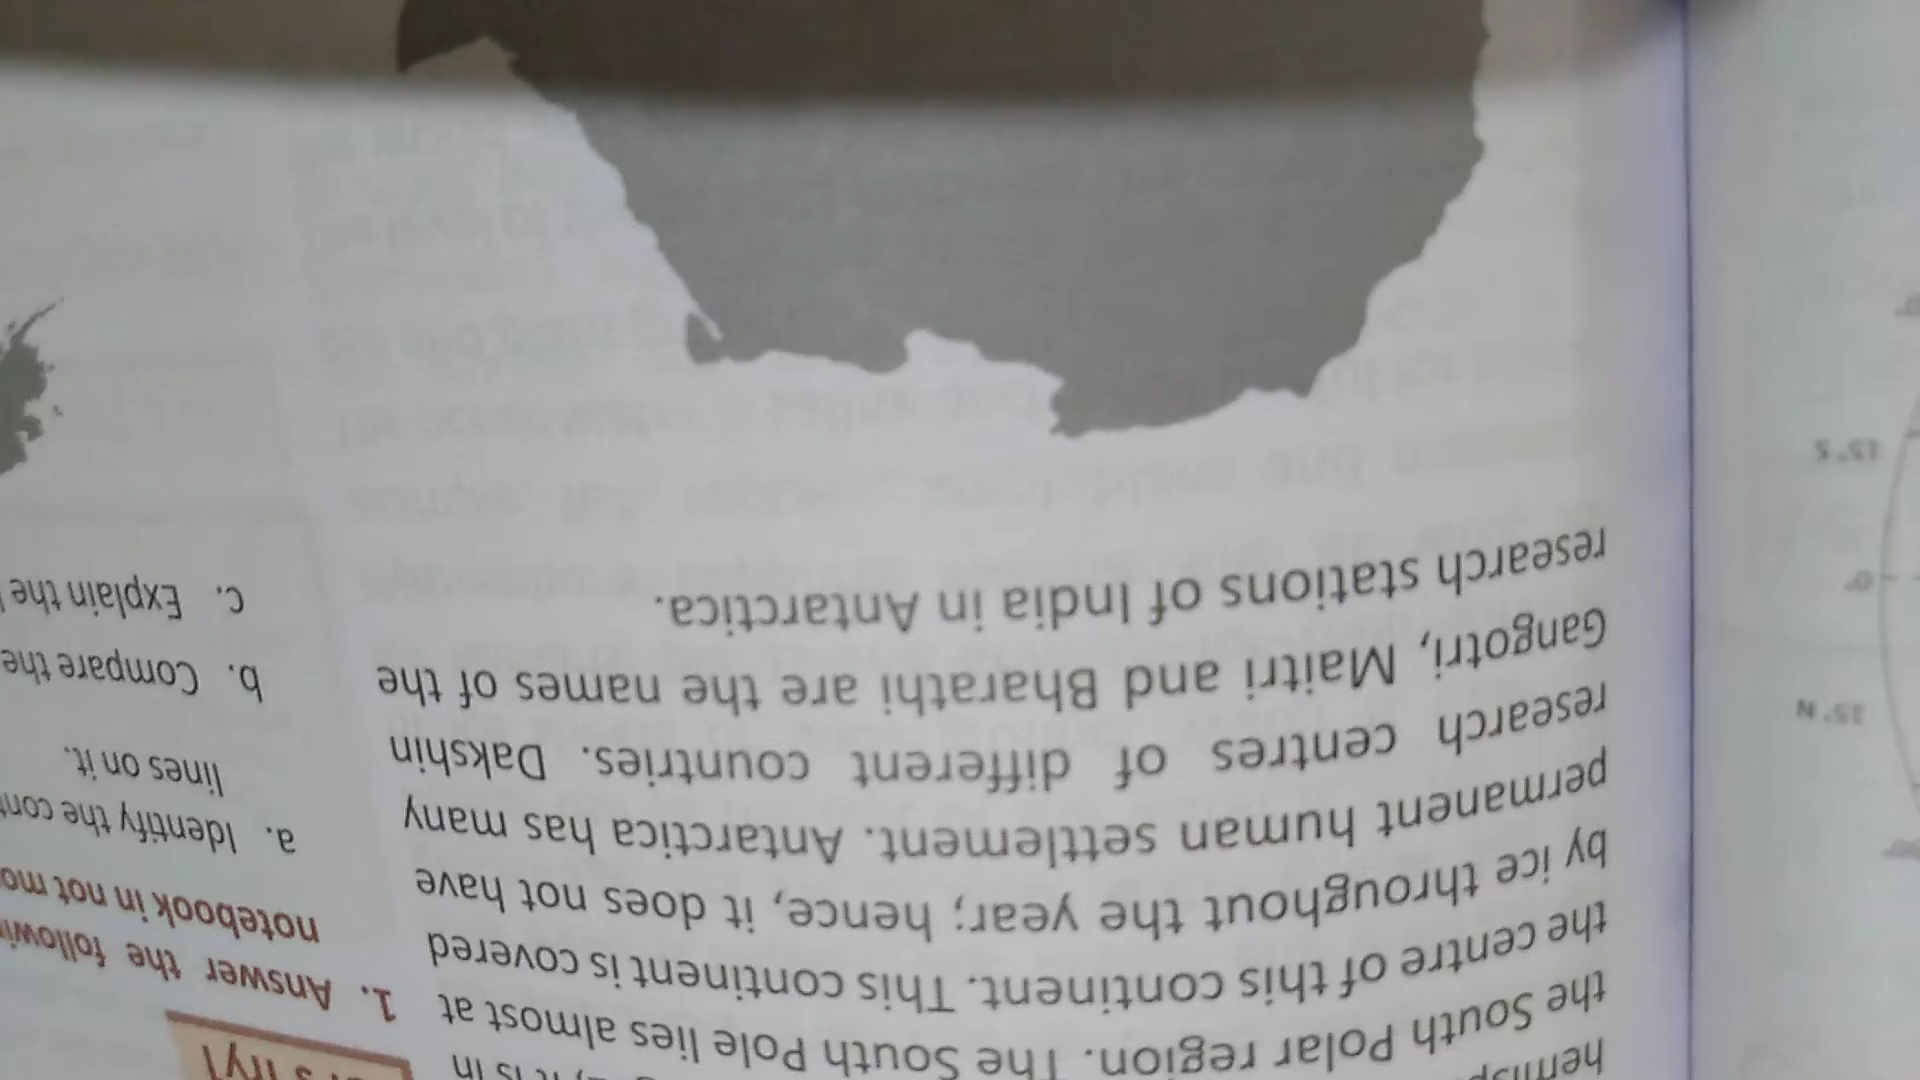 the South Polar region. The South Pole lies almost at
the centre of this continent. This continent is covered
by ice throughout the year; hence, it does not have
permanent human settlement. Antarctica has many
research centres of different countries. Dakshin
Gangotri, Maitri and Bharathi are the names of the
research stations of India in Antarctica.
1. Answer the
notebook in not
a. Identify the
lines on it.
b. Compare the
c. Explain the
15° N
0°
15° S